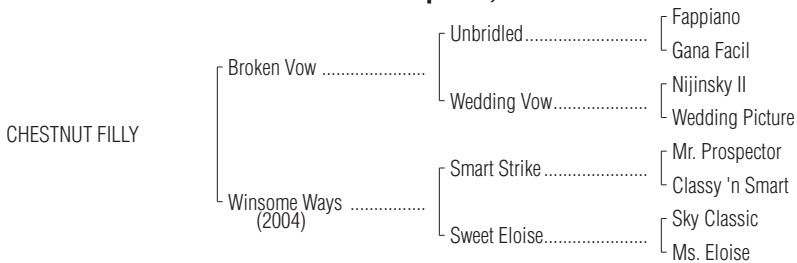 Fappiano
Unbridled
Gana Facil
Broken Vow
Nijinsky II
Wedding Vow
Wedding Picture
CHESTNUT FILLY
Mr. Prospector
Smart Strike
Classy 'n Smart
Winsome Ways
(2004)
Sky Classic
Sweet Eloise
Ms. Eloise